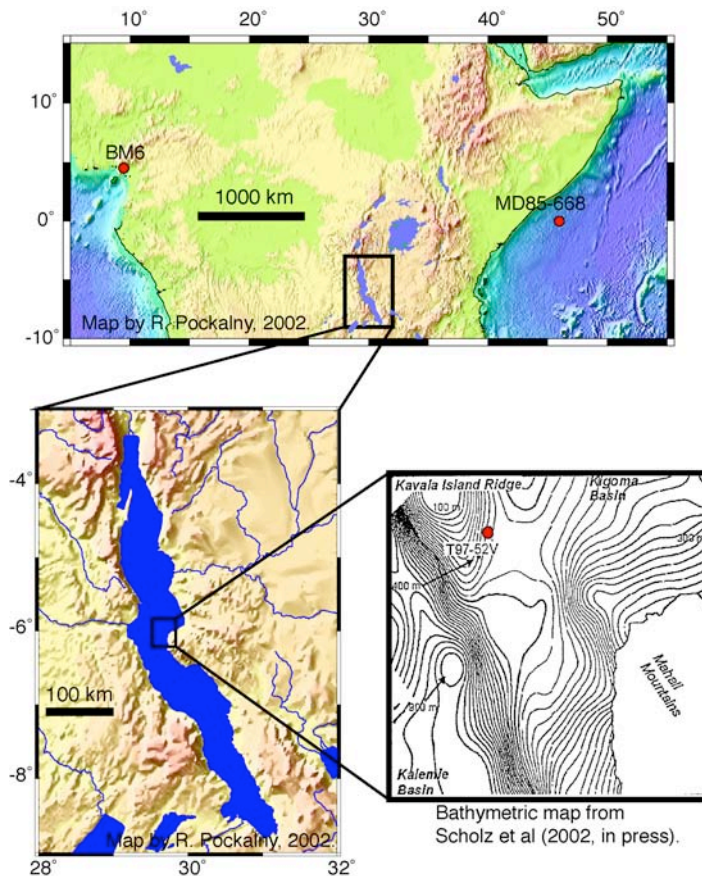 10° 20° 30° 40° 50°
10°
BM6
1000 km
MD85-668
0°
-10°
Map by R. Pockalny, 2002.
-4°
Kavala Island Ridge
Kigoma
Basin
100 m
300 m
T97-52V
400 m
-6°
100 km
Mahali
Mountains
800 m
-8°
Kalemie
Basin
Map by R. Pockalny, 2002.
28 30 32
Bathymetric map from
Scholz et al (2002, in press).